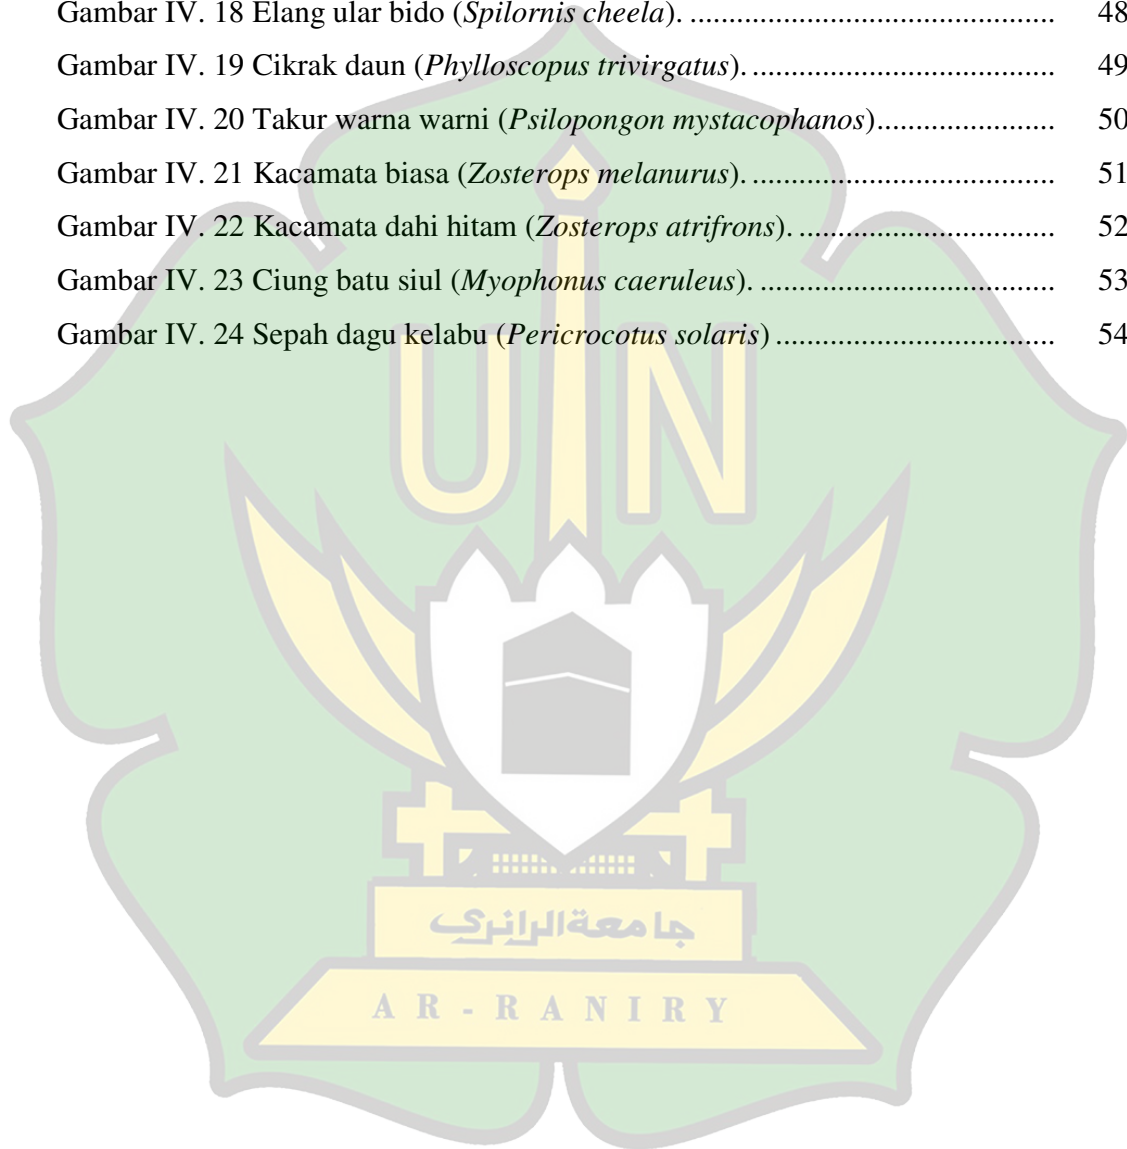 Gambar IV. 18 Elang ular bido (Spilornis cheela). .............................................. 48
Gambar IV. 19 Cikrak daun (Phylloscopus trivirgatus). ...................................... 49
Gambar IV. 20 Takur warna warni (Psilopongon mystacophanos)....................... 50
Gambar IV. 21 Kacamata biasa (Zosterops melanurus). ...................................... 51
Gambar IV. 22 Kacamata dahi hitam (Zosterops atrifrons). ................................ 52
Gambar IV. 23 Ciung batu siul (Myophonus caeruleus). ..................................... 53
Gambar IV. 24 Sepah dagu kelabu (Pericrocotus solaris) ................................... 54
UIN
جامعةالرانري
AR-RANIRY